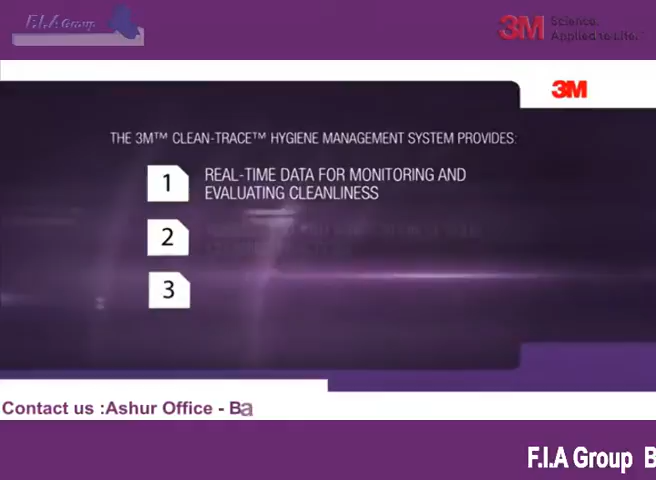 F.I.A Group
3M Science.
Applied to Life.™
3M
THE 3M™ CLEAN-TRACE™ HYGIENE MANAGEMENT SYSTEM PROVIDES:
1 REAL-TIME DATA FOR MONITORING AND
EVALUATING CLEANLINESS
2
3
Contact us :Ashur Office - Ba
F.I.A Group B